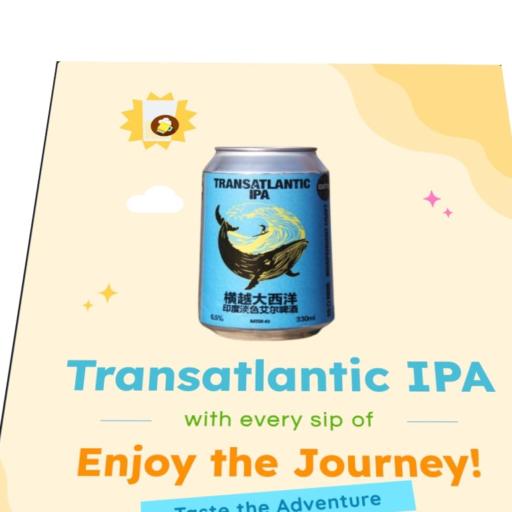 TRANSATLANTIC
IPA
横越大西洋
印度淡色艾尔啤酒
6.5%
330ml
Transatlantic IPA
with every sip of
Enjoy the Journey!
Taste the Adventure